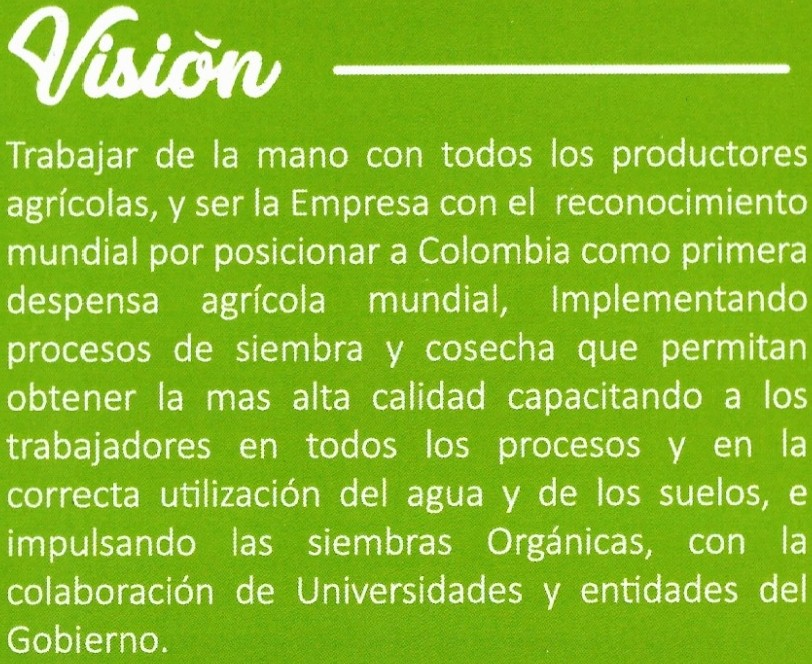 Visiòn
Trabajar de la mano con todos los productores
agrícolas, y ser la Empresa con el reconocimiento
mundial por posicionar a Colombia como primera
despensa agrícola mundial, Implementando
procesos de siembra y cosecha que permitan
obtener la mas alta calidad capacitando a los
trabajadores en todos los procesos y en la
correcta utilización del agua y de los suelos, e
impulsando las siembras Orgánicas, con la
colaboración de Universidades y entidades del
Gobierno.